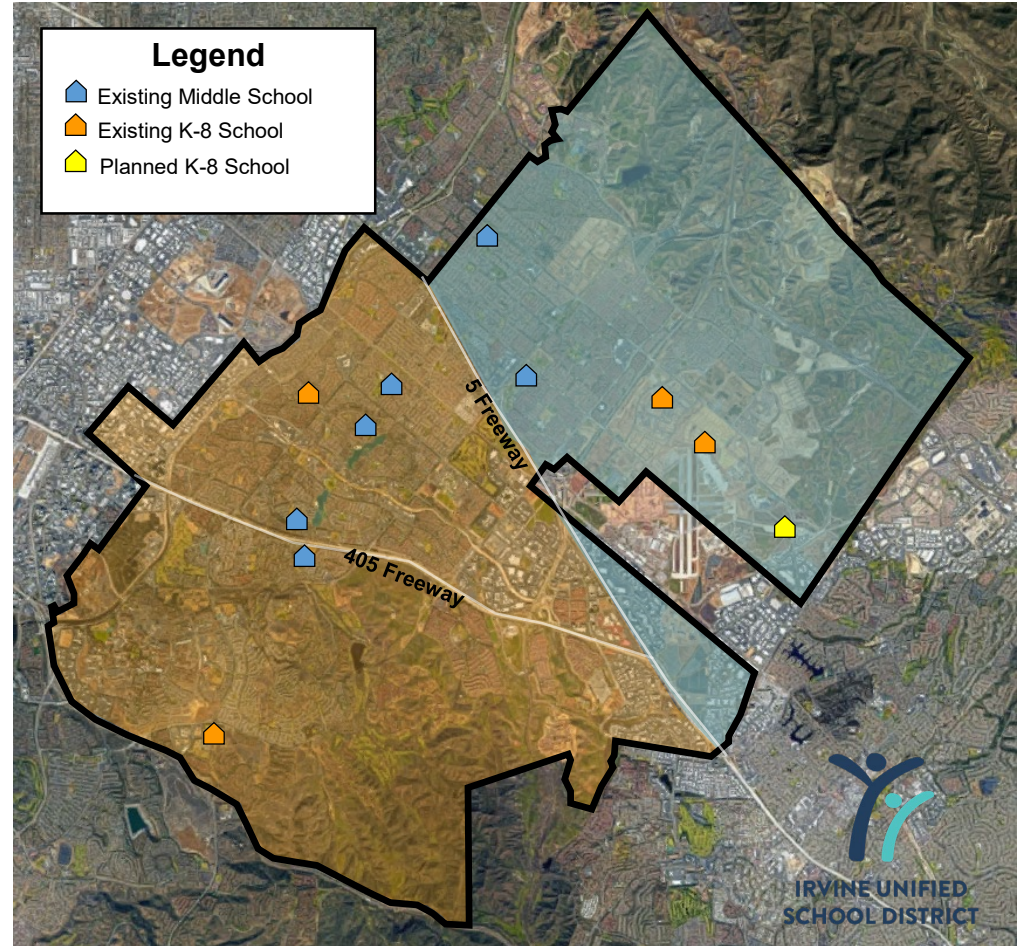 Legend
Existing Middle School
Existing K-8 School
Planned K-8 School
5 Freeway
405 Freeway
IRVINE UNIFIED
SCHOOL DISTRICT